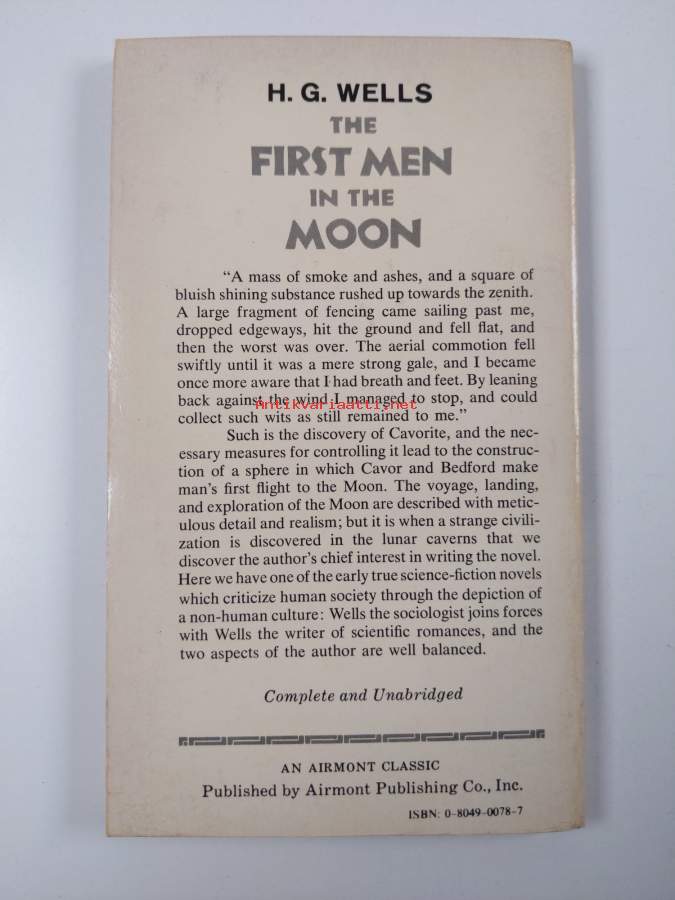 H. G. WELLS
THE
FIRST MEN
IN THE
MOON
“A mass of smoke and ashes, and a square of
bluish shining substance rushed up towards the zenith.
A large fragment of fencing came sailing past me,
dropped edgeways, hit the ground and fell flat, and
then the worst was over. The aerial commotion fell
swiftly until it was a mere strong gale, and I became
once more aware that I had breath and feet. By leaning
back against the wind I managed to stop, and could
Antikvariaatti.net
collect such wits as still remained to me.”
Such is the discovery of Cavorite, and the nec-
essary measures for controlling it lead to the construc-
tion of a sphere in which Cavor and Bedford make
man’s first flight to the Moon. The voyage, landing,
and exploration of the Moon are described with metic-
ulous detail and realism; but it is when a strange civili-
zation is discovered in the lunar caverns that we
discover the author’s chief interest in writing the novel.
Here we have one of the early true science-fiction novels
which criticize human society through the depiction of
a non-human culture: Wells the sociologist joins forces
with Wells the writer of scientific romances, and the
two aspects of the author are well balanced.
Complete and Unabridged
AN AIRMONT CLASSIC
Published by Airmont Publishing Co., Inc.
ISBN: 0-8049-0078-7